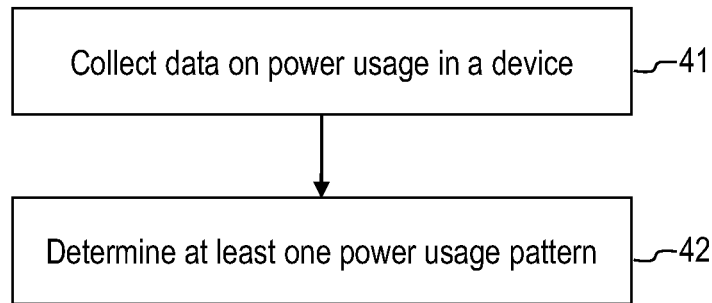 Collect data on power usage in a device
41
Determine at least one power usage pattern
42